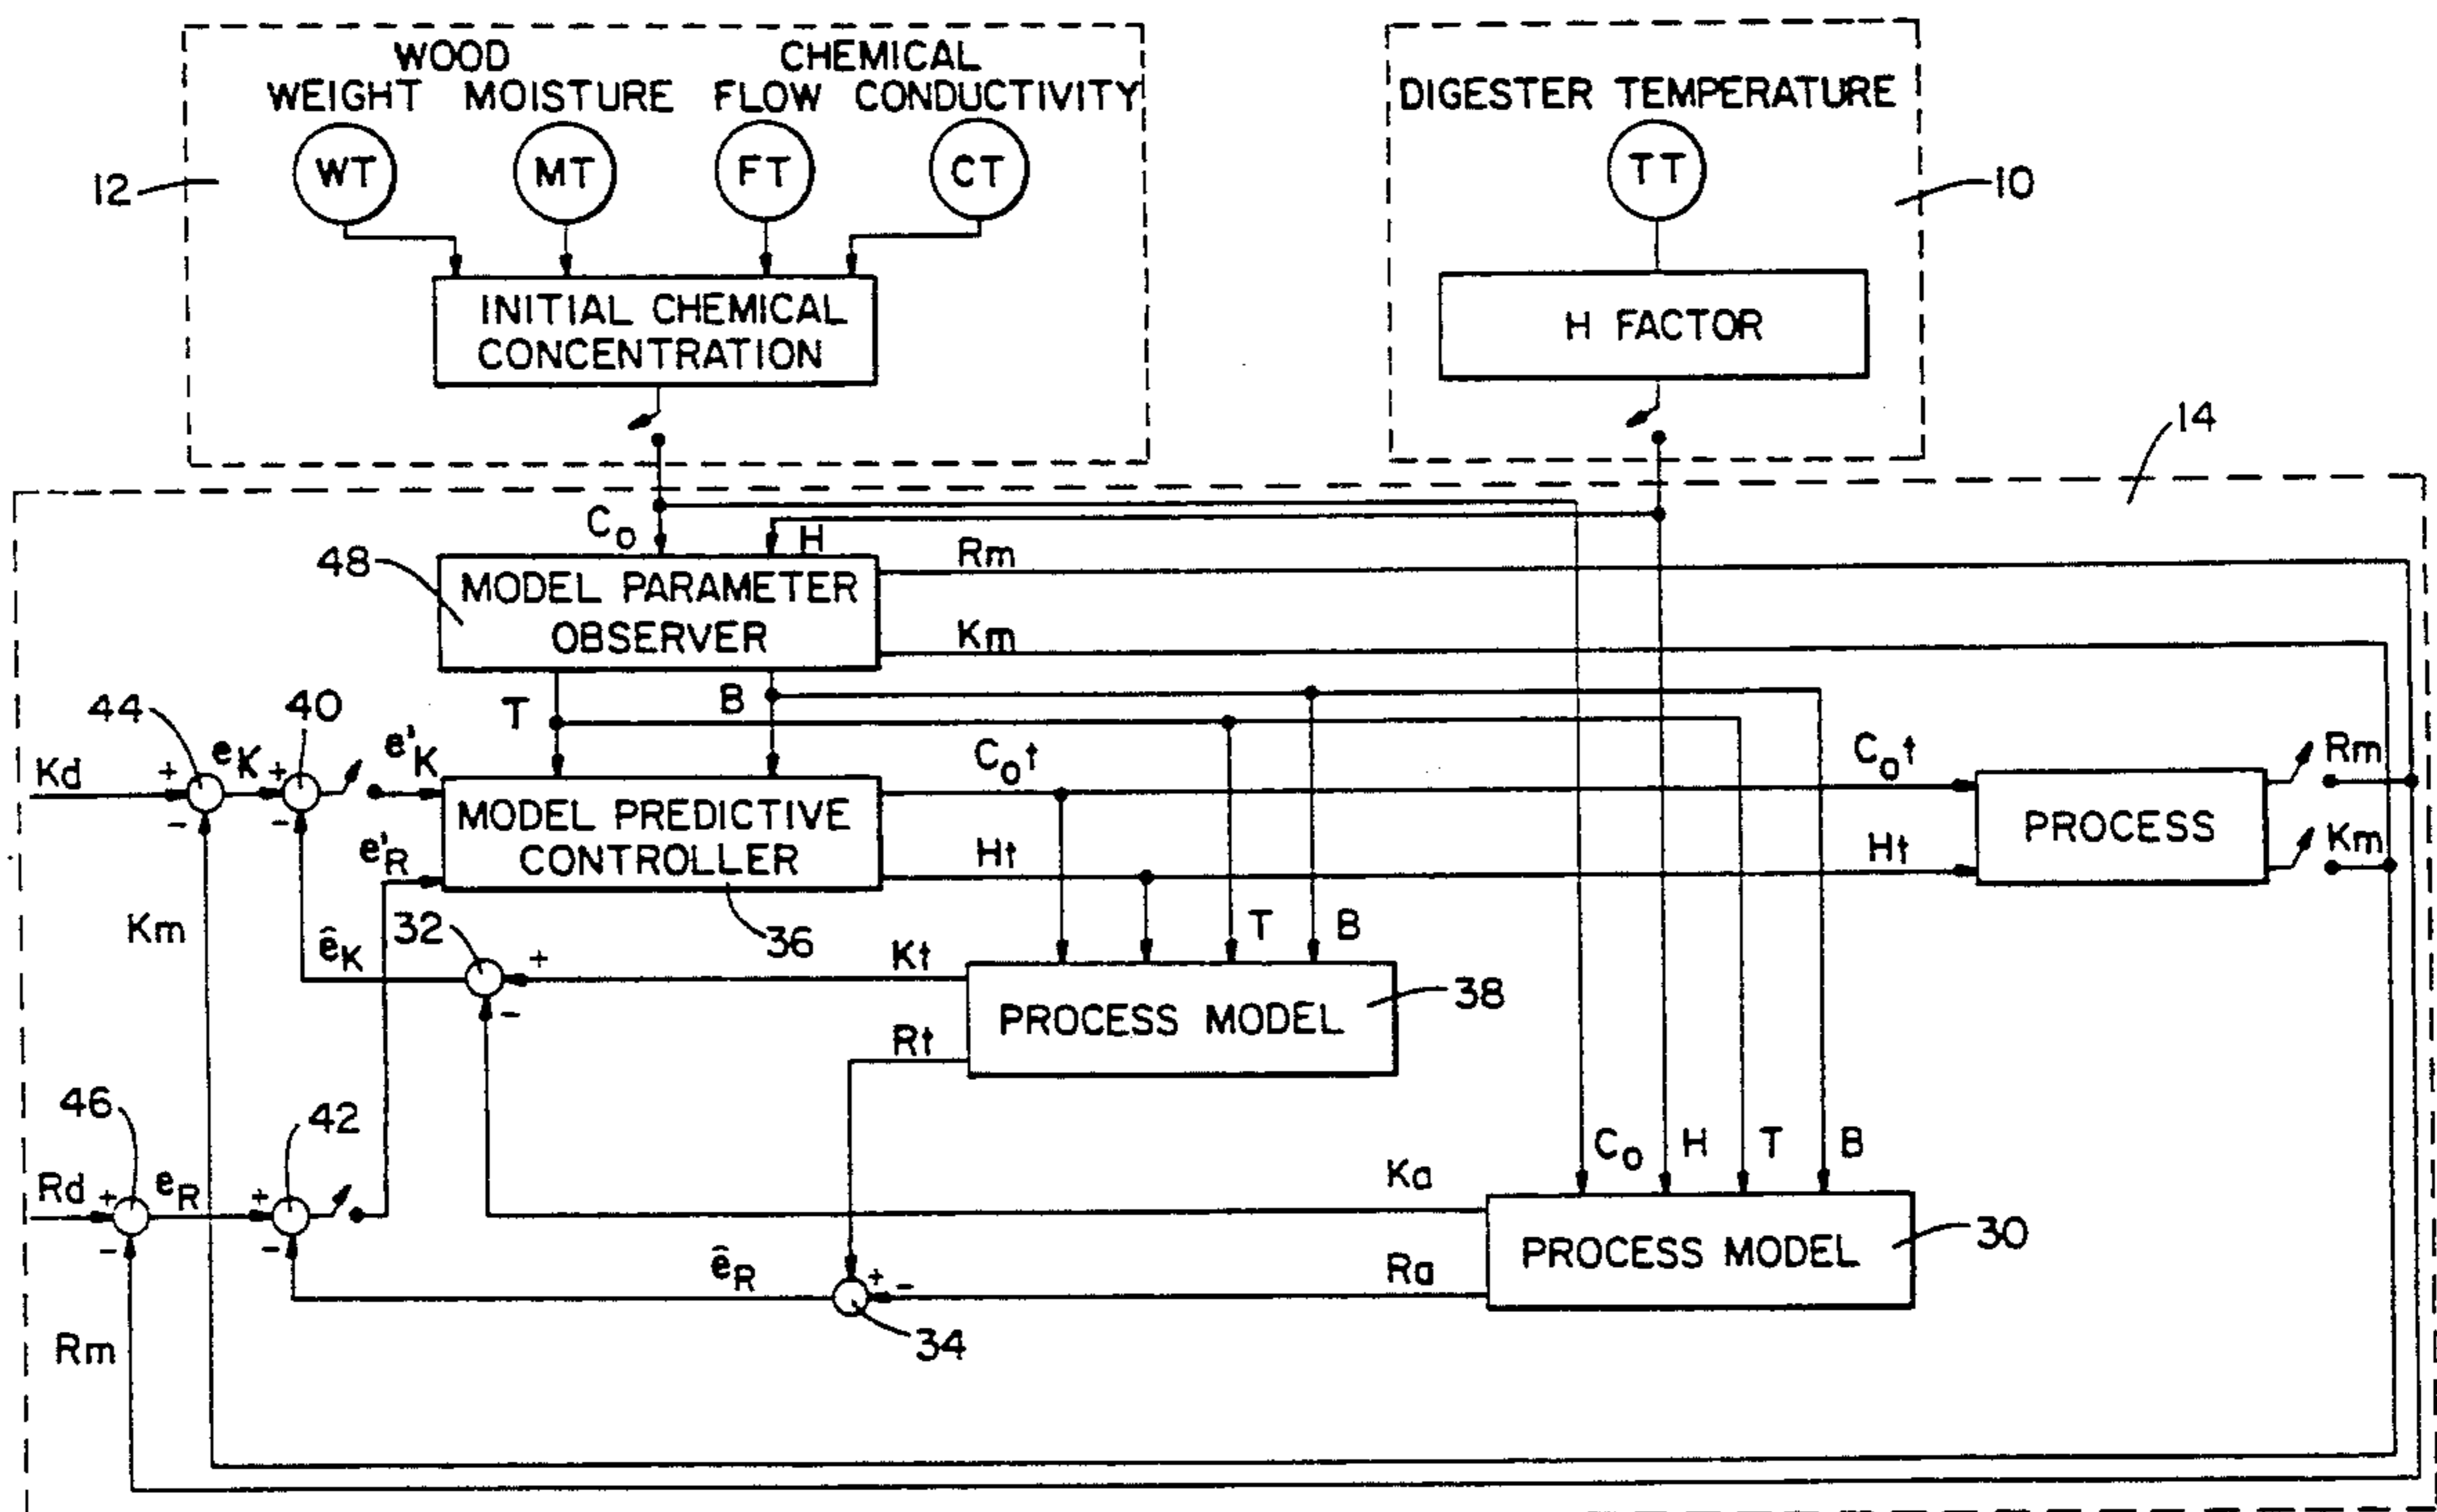 WOOD CHEMICAL
WEIGHT MOISTURE FLOW CONDUCTIVITY
DIGESTER TEMPERATURE
WT MT FT CT
TT
12
10
INITIAL CHEMICAL
CONCENTRATION
H FACTOR
14
Co
H
Rm
48
MODEL PARAMETER
OBSERVER
Km
T
B
44
40
Kd
+
-
eK
+
-
e'K
e'R
MODEL PREDICTIVE
CONTROLLER
36
Cot
Ht
Cot
Ht
PROCESS
Rm
Km
Km
êK
32
+
-
Kt
Rt
T
B
PROCESS MODEL
38
46
42
Rd
+
-
eR
+
-
Ka
Ra
Co
H
T
B
PROCESS MODEL
30
êR
+
-
34
Rm